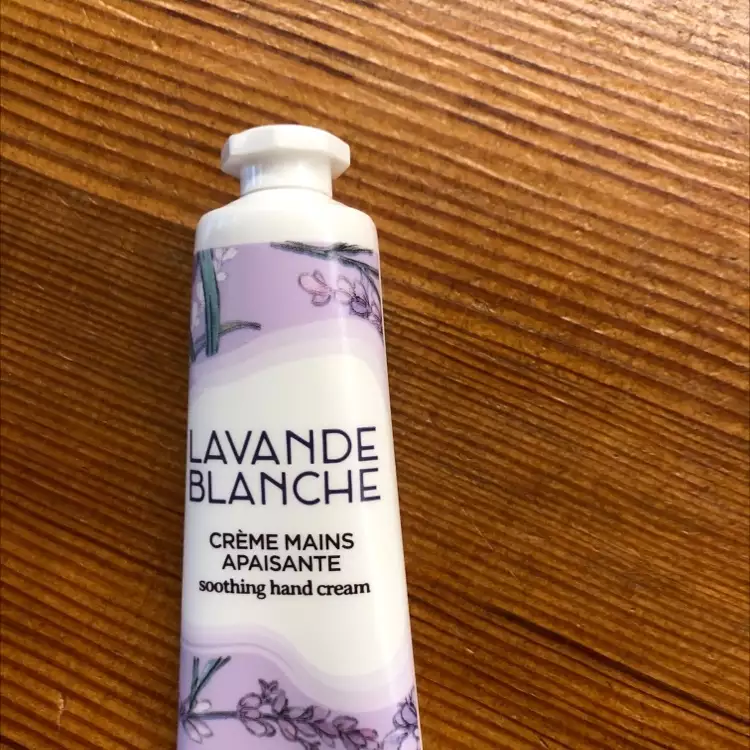 LAVANDE
BLANCHE
CRÈME MAINS
APAISANTE
soothing hand cream